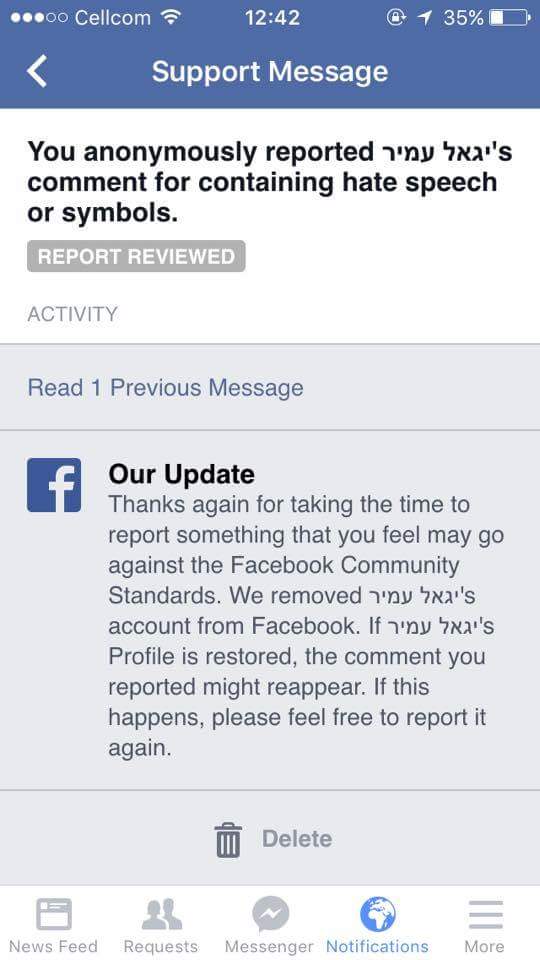 Cellcom 12:42 35%
Support Message
You anonymously reported יגאל עמיר's
comment for containing hate speech
or symbols.
REPORT REVIEWED
ACTIVITY
Read 1 Previous Message
Our Update
Thanks again for taking the time to
report something that you feel may go
against the Facebook Community
Standards. We removed יגאל עמיר's
account from Facebook. If יגאל עמיר's
Profile is restored, the comment you
reported might reappear. If this
happens, please feel free to report it
again.
Delete
News Feed Requests Messenger Notifications More